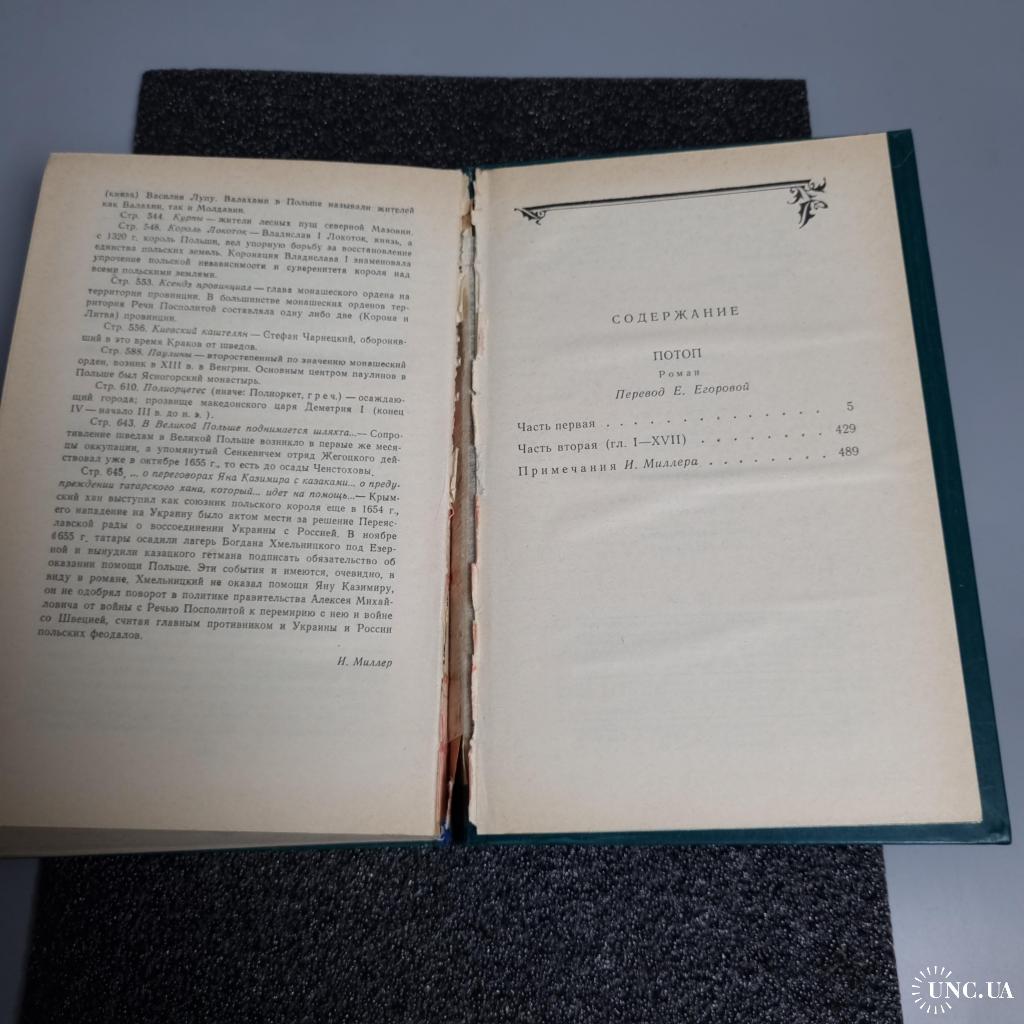 (князя) Василия Лупу. Валахами в Польше называли жителей
как Валахии, так и Молдавии.
Стр. 544. Курпы — жители лесных пущ северной Мазовии.
Стр. 548. Король Локоток — Владислав I Локоток, князь, а
с 1320 г. король Польши, вел упорную борьбу за восстановление
единства польских земель. Коронация Владислава I знаменовала
упрочение польской независимости и суверенитета короля над
всеми польскими землями.
Стр. 553. Ксендз провинциал — глава монашеского ордена на
территории провинции. В большинстве монашеских орденов тер-
ритория Речи Посполитой составляла одну либо две (Корона и
Литва) провинции.
Стр. 556. Киевский каштелян — Стефан Чарнецкий, обороняв-
ший в это время Краков от шведов.
Стр. 588. Паулины — второстепенный по значению монашеский
орден, возник в XIII в. в Венгрии. Основным центром паулинов в
Польше был Ясногорский монастырь.
Стр. 610. Полиорцетес (иначе: Полиоркет, греч.) — осаждаю-
щий города; прозвище македонского царя Деметрия I (конец
IV — начало III в. до н. э.).
Стр. 643. В Великой Польше поднимается шляхта...— Сопро-
тивление шведам в Великой Польше возникло в первые же меся-
цы оккупации, а упомянутый Сенкевичем отряд Жегоцкого дей-
ствовал уже в октябре 1655 г., то есть до осады Ченстоховы.
Стр. 645. ... о переговорах Яна Казимира с казаками... о преду-
преждении татарского хана, который... идет на помощь...— Крым-
ский хан выступил как союзник польского короля еще в 1654 г.,
его нападение на Украину было актом мести за решение Переяс-
славской рады о воссоединении Украины с Россией. В ноябре
1655 г. татары осадили лагерь Богдана Хмельницкого под Езер-
ной и вынудили казацкого гетмана подписать обязательство об
оказании помощи Польше. Эти события и имеются, очевидно, в
виду в романе. Хмельницкий не оказал помощи Яну Казимиру,
он не одобрял поворот в политике правительства Алексея Михай-
ловича от войны с Речью Посполитой к перемирию с нею и войне
со Швецией, считая главным противником и Украины и России
польских феодалов.
И. Миллер
СОДЕРЖАНИЕ
ПОТОП
Роман
Перевод Е. Егоровой
Часть первая . . . . . . . . . . . . 5
Часть вторая (гл. I—XVII) . . . . . . . . 429
Примечания И. Миллера . . . . . . . . 489
UNC.UA